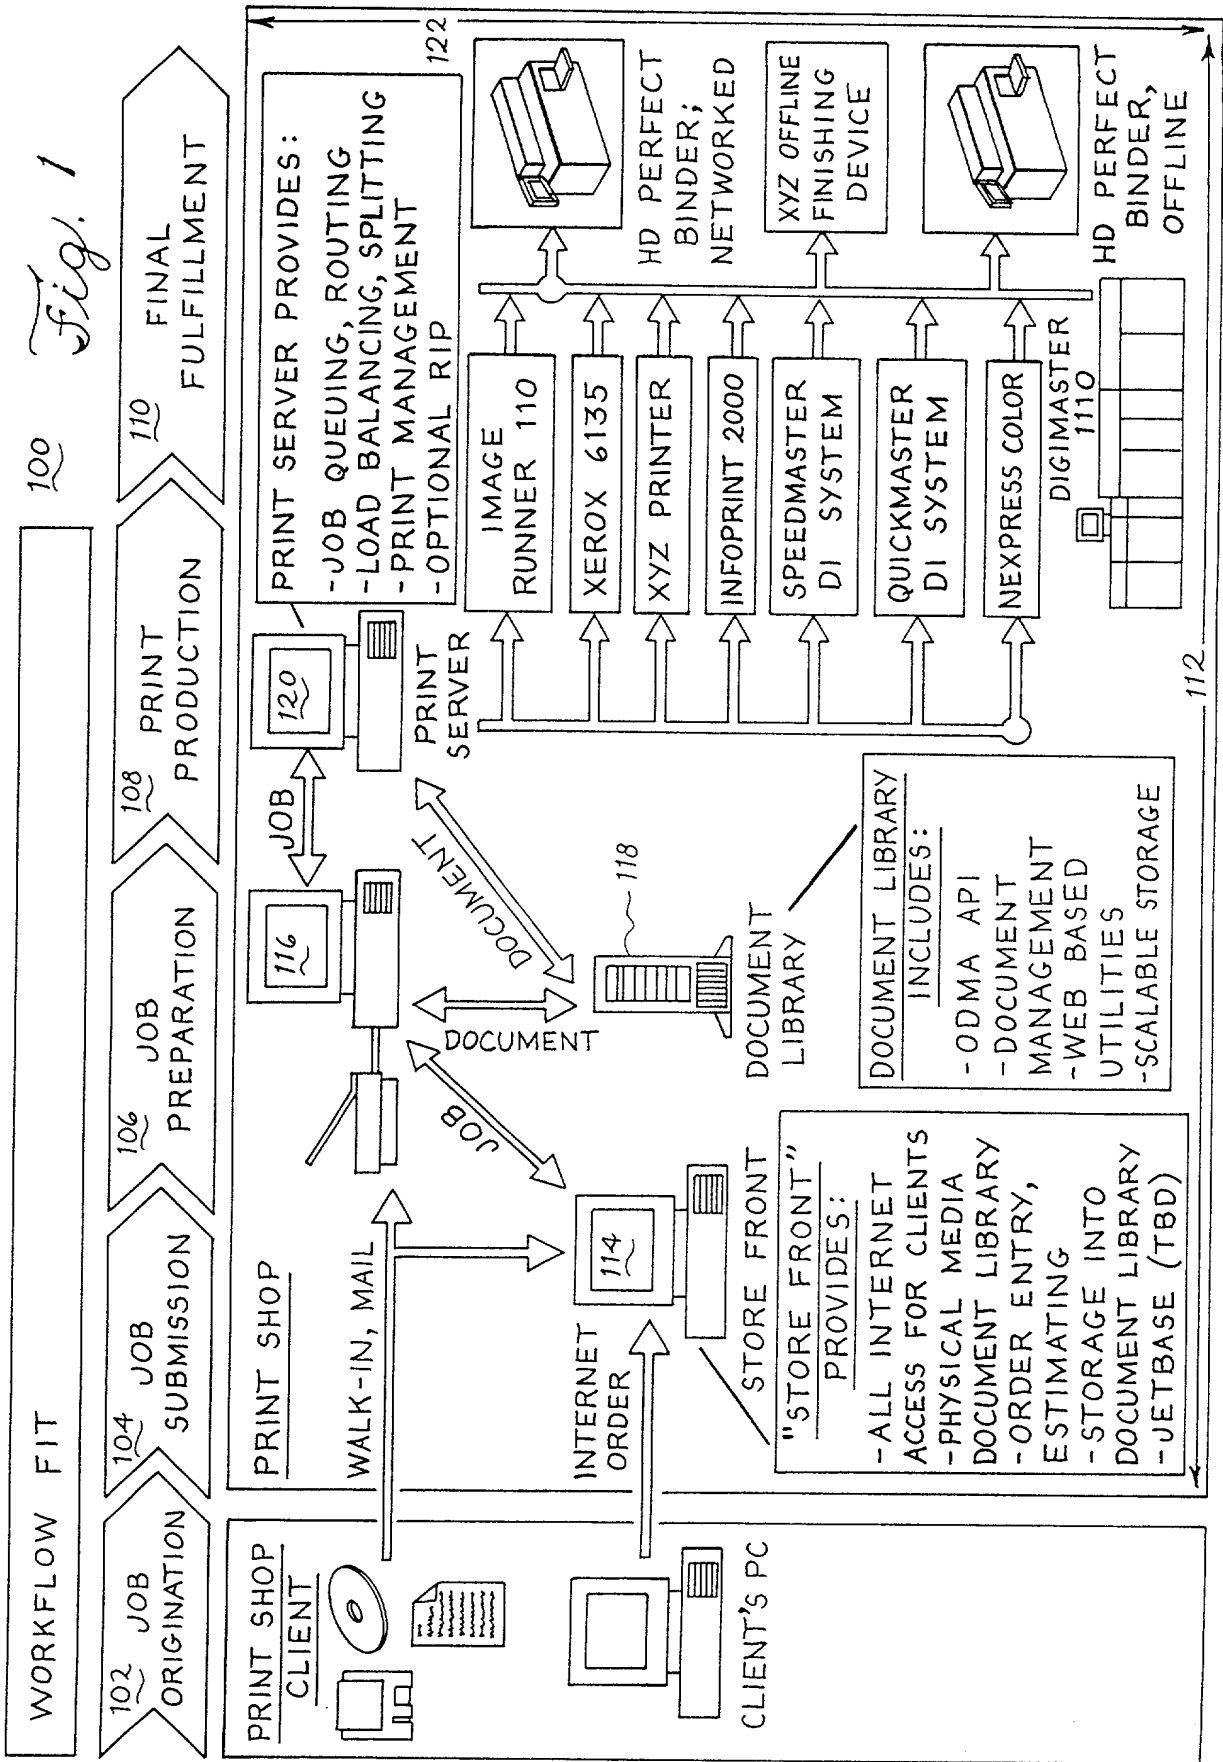 WORKFLOW FIT
100
Fig. 1
102 JOB
ORIGINATION
104 JOB
SUBMISSION
106 JOB
PREPARATION
108 PRINT
PRODUCTION
110 FINAL
FULFILLMENT
PRINT SHOP
CLIENT
CLIENT'S PC
PRINT SHOP
WALK-IN, MAIL
INTERNET
ORDER
114
STORE FRONT
"STORE FRONT"
PROVIDES:
-ALL INTERNET
ACCESS FOR CLIENTS
-PHYSICAL MEDIA
DOCUMENT LIBRARY
-ORDER ENTRY,
ESTIMATING
-STORAGE INTO
DOCUMENT LIBRARY
-JETBASE (TBD)
116
JOB
DOCUMENT
DOCUMENT
JOB
118
DOCUMENT
LIBRARY
DOCUMENT LIBRARY
INCLUDES:
-ODMA API
-DOCUMENT
MANAGEMENT
-WEB BASED
UTILITIES
-SCALABLE STORAGE
120
PRINT
SERVER
PRINT SERVER PROVIDES:
-JOB QUEUING, ROUTING
-LOAD BALANCING, SPLITTING
-PRINT MANAGEMENT
-OPTIONAL RIP
122
IMAGE
RUNNER 110
XEROX 6135
XYZ PRINTER
INFOPRINT 2000
SPEEDMASTER
DI SYSTEM
QUICKMASTER
DI SYSTEM
NEXPRESS COLOR
DIGIMASTER
1110
HD PERFECT
BINDER;
NETWORKED
XYZ OFFLINE
FINISHING
DEVICE
HD PERFECT
BINDER,
OFFLINE
112